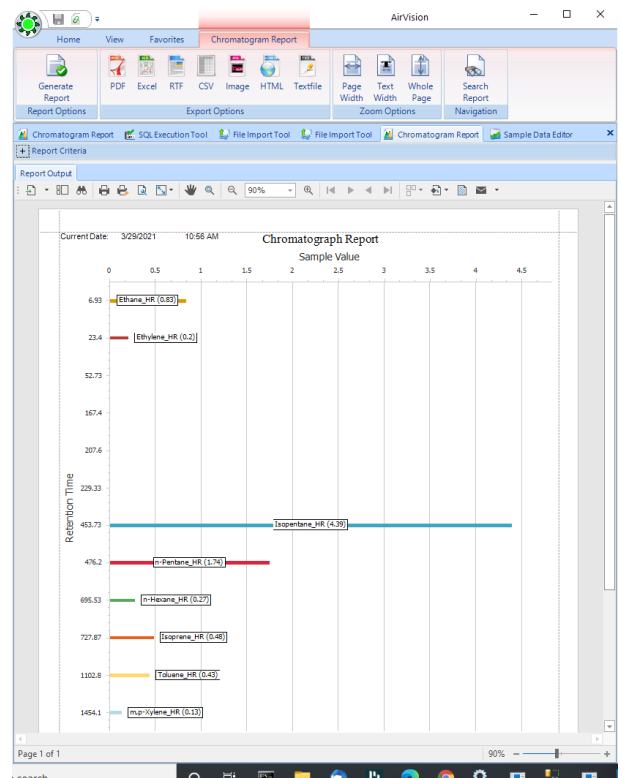 AirVision
Home View Favorites Chromatogram Report
Generate Report PDF Excel RTF CSV Image HTML Textfile Page Width Text Width Whole Page Search Report
Report Options Export Options Zoom Options Navigation
Chromatogram Report SQL Execution Tool File Import Tool File Import Tool Chromatogram Report Sample Data Editor
Report Criteria
Report Output
90%
Current Date: 3/29/2021 10:56 AM Chromatograph Report
Sample Value
0 0.5 1 1.5 2 2.5 3 3.5 4 4.5
Retention Time
6.93 Ethane_HR (0.83)
23.4 Ethylene_HR (0.2)
52.73
167.4
207.6
229.33
453.73 Isopentane_HR (4.39)
476.2 n-Pentane_HR (1.74)
695.53 n-Hexane_HR (0.27)
727.87 Isoprene_HR (0.48)
1102.8 Toluene_HR (0.43)
1454.1 m,p-Xylene_HR (0.13)
Page 1 of 1 90%
search